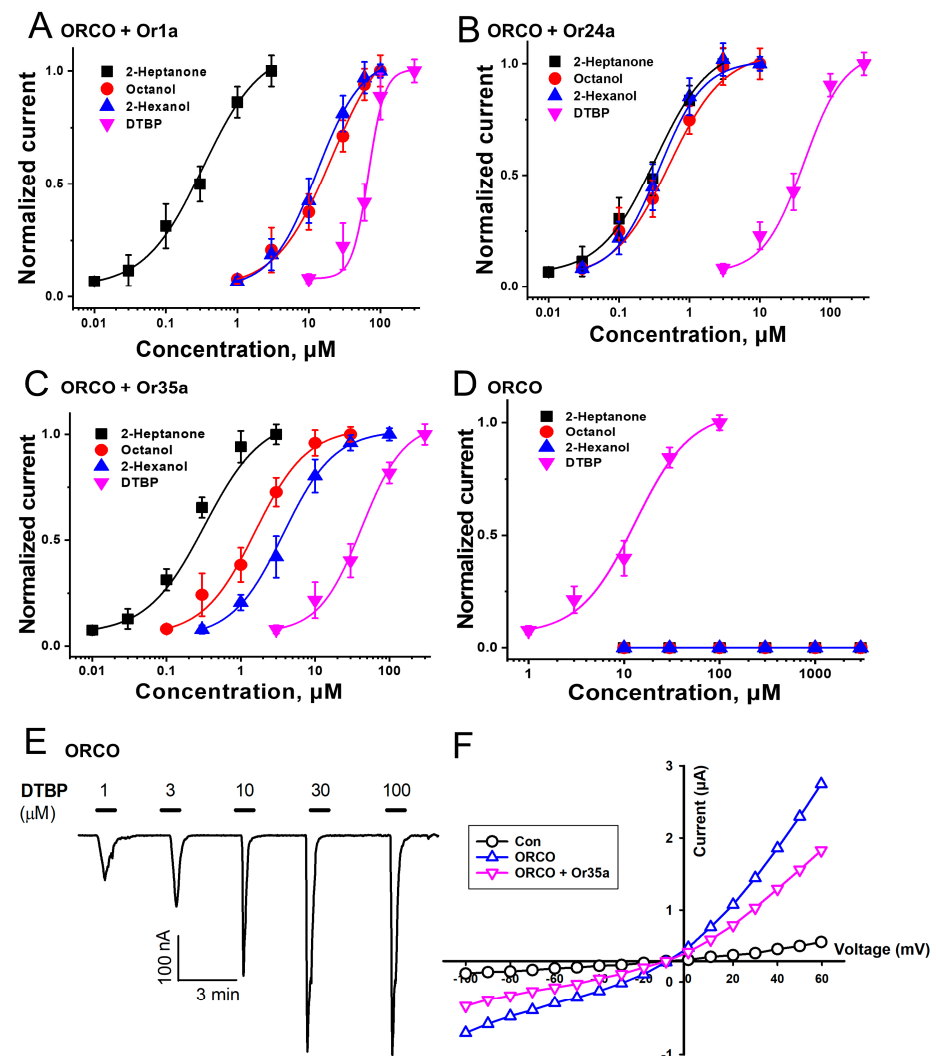 A ORCO + Or1a
2-Heptanone
Octanol
2-Hexanol
DTBP
Normalized current
1.0
0.5
0.0
0.01 0.1 1 10 100
Concentration, µM
B ORCO + Or24a
2-Heptanone
Octanol
2-Hexanol
DTBP
Normalized current
1.0
0.5
0.0
0.01 0.1 1 10 100
Concentration, µM
C ORCO + Or35a
2-Heptanone
Octanol
2-Hexanol
DTBP
Normalized current
1.0
0.5
0.0
0.01 0.1 1 10 100
Concentration, µM
D ORCO
2-Heptanone
Octanol
2-Hexanol
DTBP
Normalized current
1.0
0.5
0.0
1 10 100 1000
Concentration, µM
E ORCO
DTBP 1 3 10 30 100
(µM)
100 nA
3 min
F
Con
ORCO
ORCO + Or35a
Current (µA)
3
2
1
0
-1
Voltage (mV)
-100 -80 -60 -40 -20 0 20 40 60